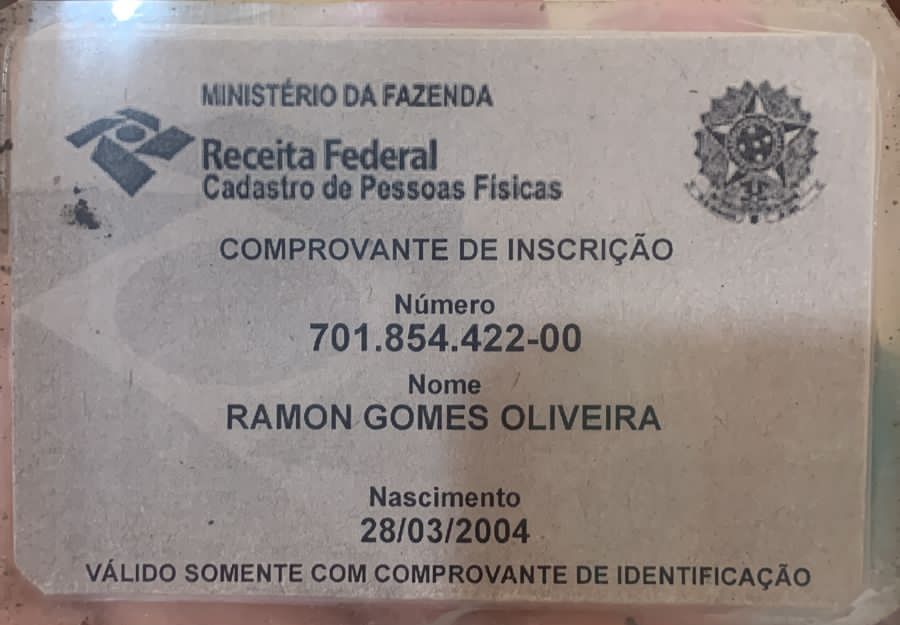 MINISTÉRIO DA FAZENDA
Receita Federal
Cadastro de Pessoas Físicas
COMPROVANTE DE INSCRIÇÃO
Número
701.854.422-00
Nome
RAMON GOMES OLIVEIRA
Nascimento
28/03/2004
VÁLIDO SOMENTE COM COMPROVANTE DE IDENTIFICAÇÃO